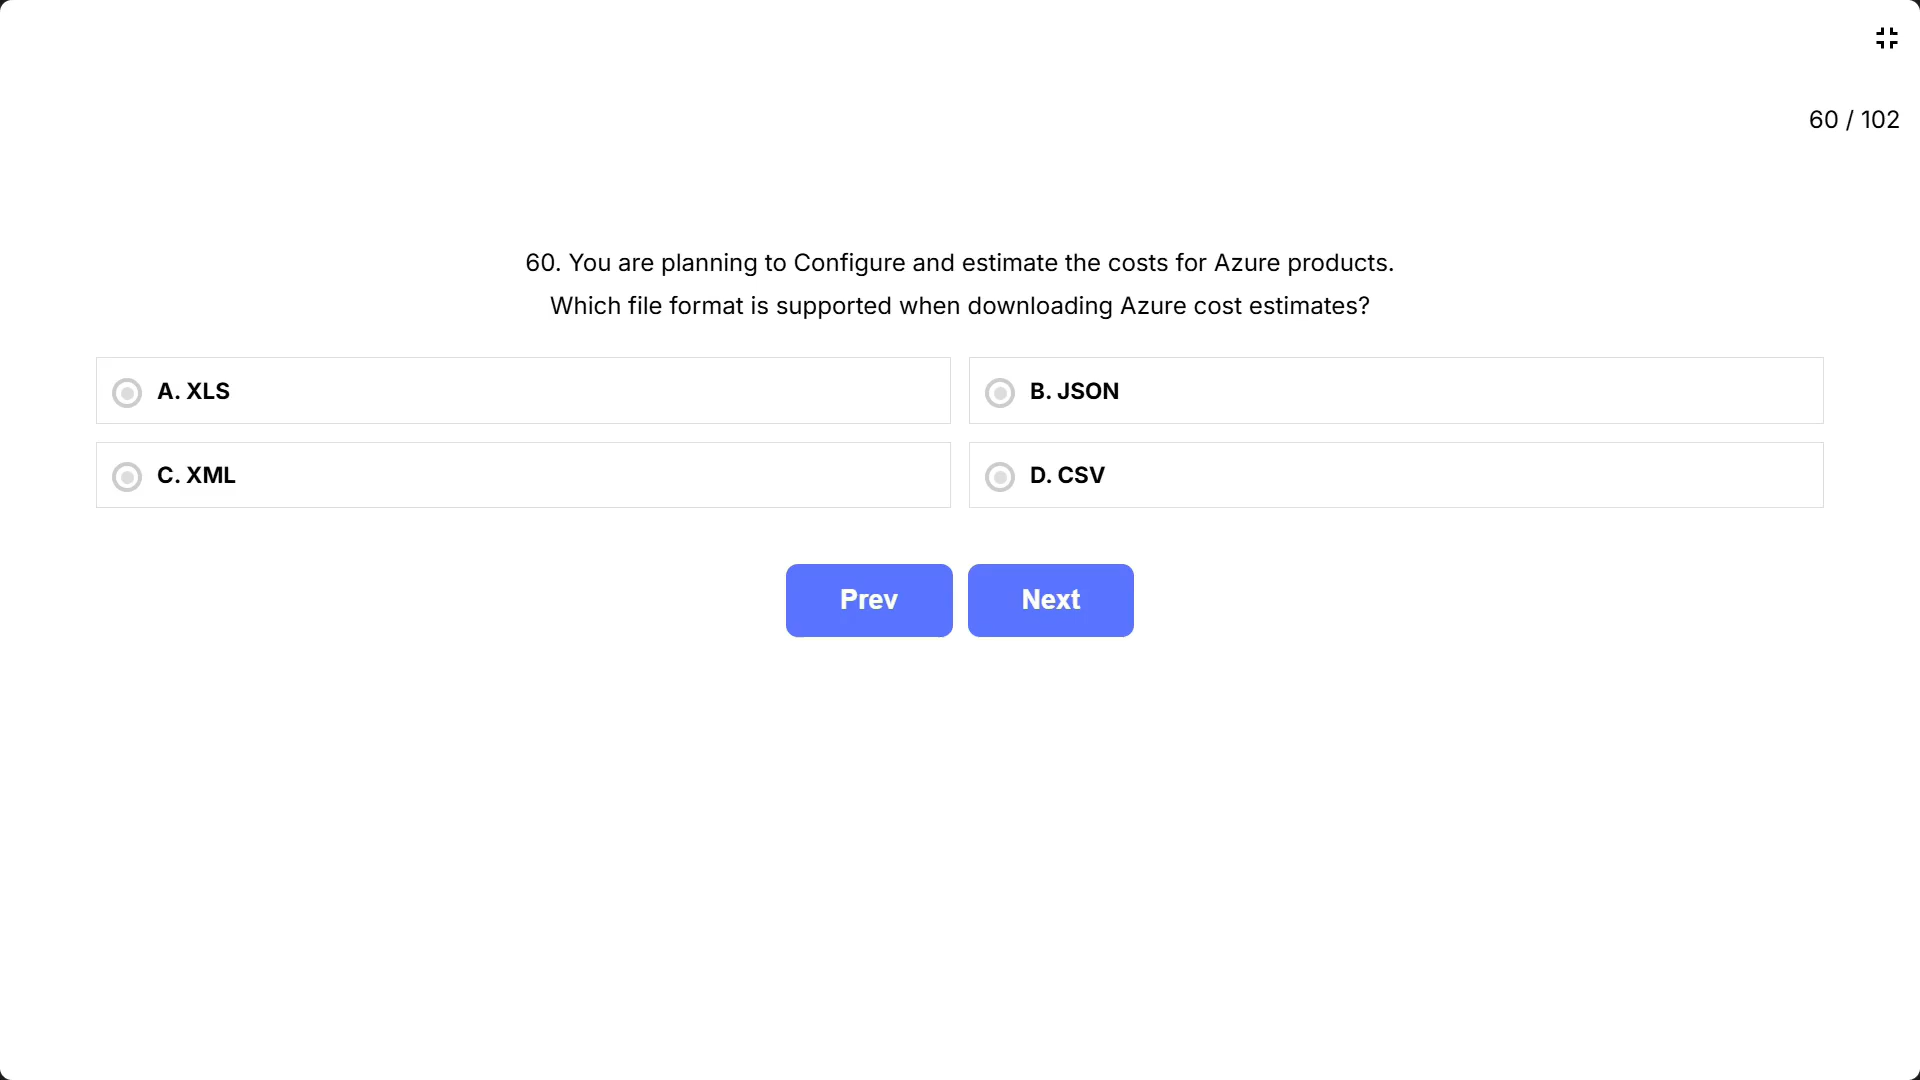 60 / 102
60. You are planning to Configure and estimate the costs for Azure products.
Which file format is supported when downloading Azure cost estimates?
A. XLS
B. JSON
C. XML
D. CSV
Prev
Next